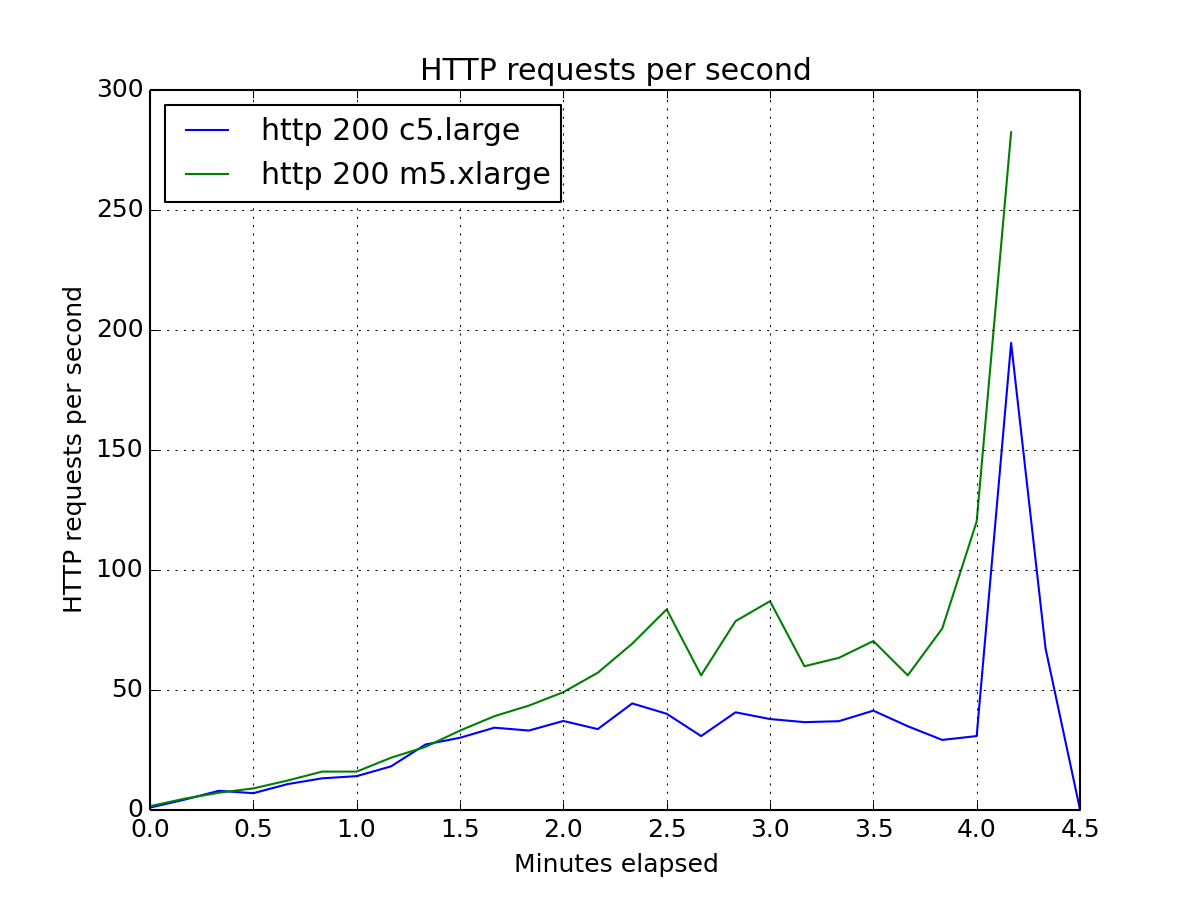 HTTP requests per second
300
http 200 c5.large
http 200 m5.xlarge
250
200
150
100
50
0
HTTP requests per second
0.0 0.5 1.0 1.5 2.0 2.5 3.0 3.5 4.0 4.5
Minutes elapsed